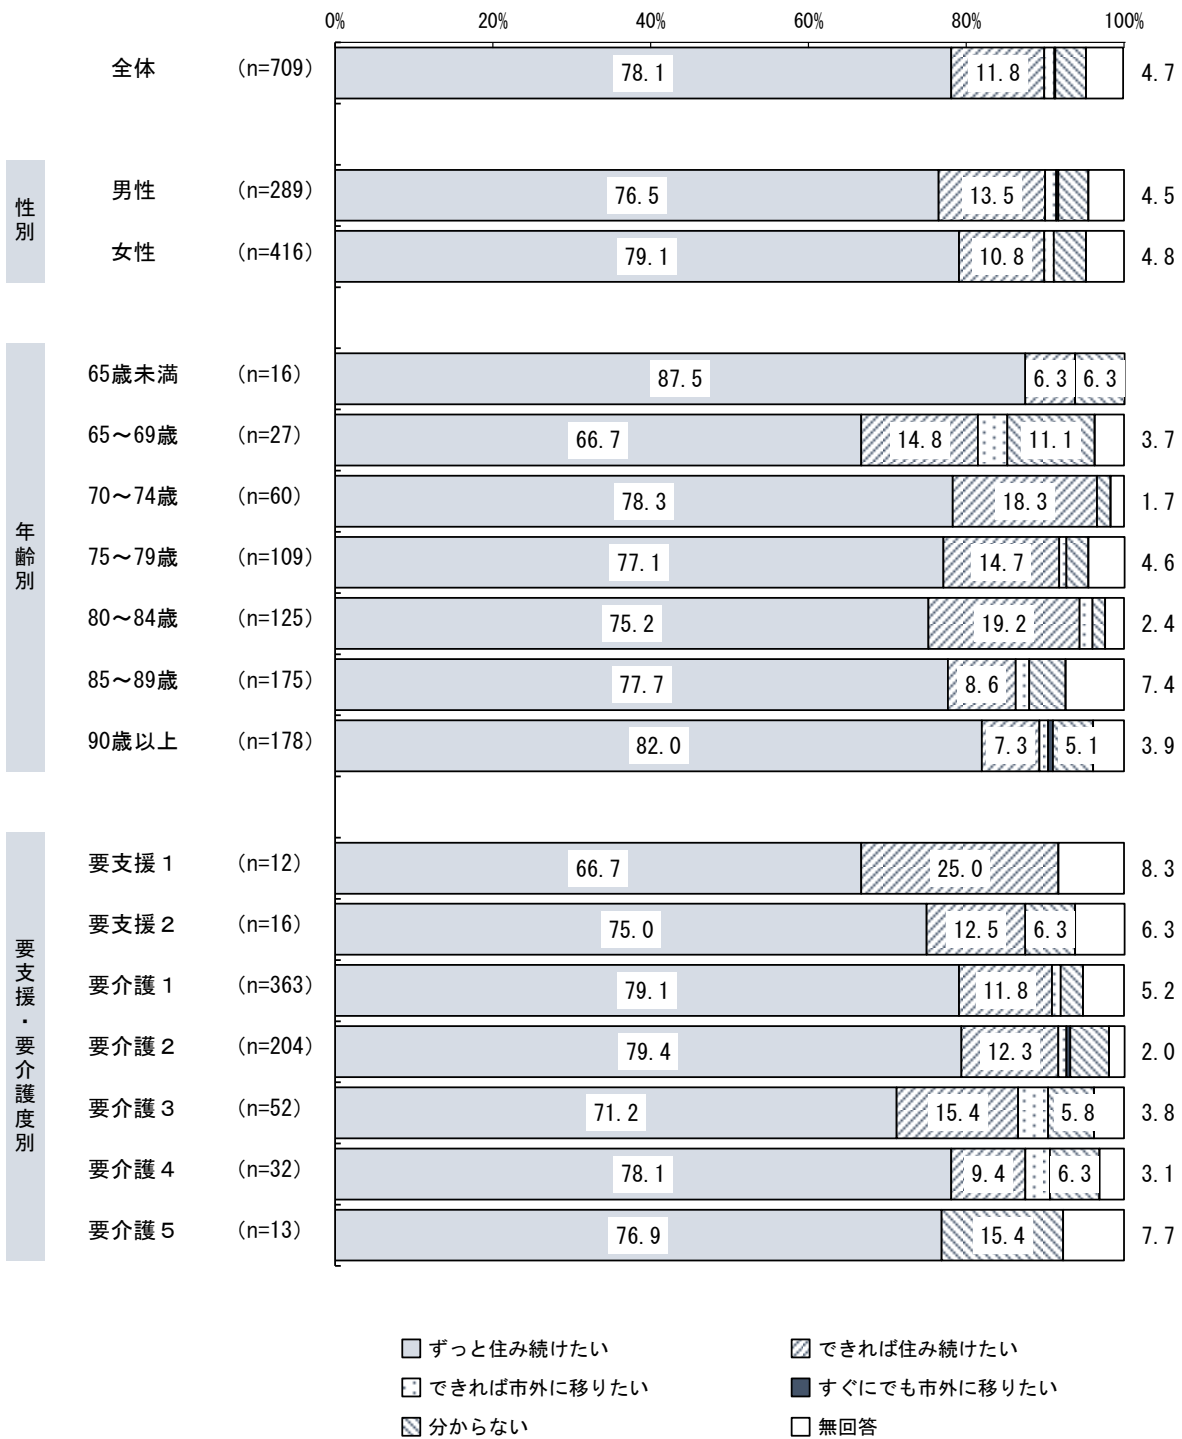 0% 20% 40% 60% 80% 100%
全体 (n=709) 78.1 11.8 4.7
性別
男性 (n=289) 76.5 13.5 4.5
女性 (n=416) 79.1 10.8 4.8
年齢別
65歳未満 (n=16) 87.5 6.3 6.3
65～69歳 (n=27) 66.7 14.8 11.1 3.7
70～74歳 (n=60) 78.3 18.3 1.7
75～79歳 (n=109) 77.1 14.7 4.6
80～84歳 (n=125) 75.2 19.2 2.4
85～89歳 (n=175) 77.7 8.6 7.4
90歳以上 (n=178) 82.0 7.3 5.1 3.9
要支援・要介護度別
要支援１ (n=12) 66.7 25.0 8.3
要支援２ (n=16) 75.0 12.5 6.3 6.3
要介護１ (n=363) 79.1 11.8 5.2
要介護２ (n=204) 79.4 12.3 2.0
要介護３ (n=52) 71.2 15.4 5.8 3.8
要介護４ (n=32) 78.1 9.4 6.3 3.1
要介護５ (n=13) 76.9 15.4 7.7
ずっと住み続けたい できれば住み続けたい
できれば市外に移りたい すぐにでも市外に移りたい
分からない 無回答